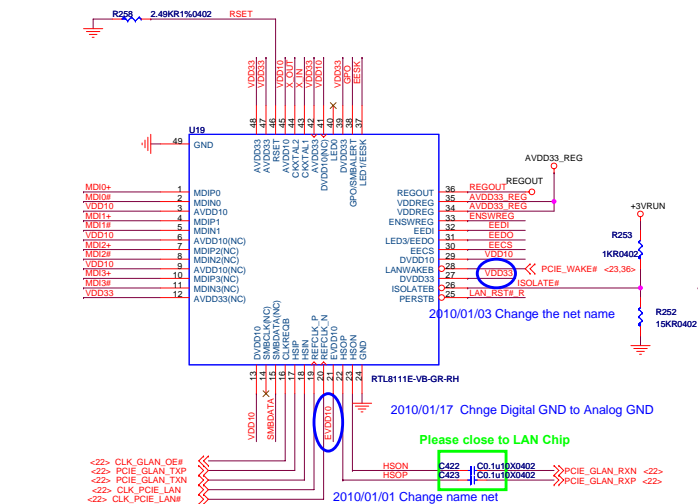 R258 2.49KR1%0402 RSET
VDD33
VDD33
VDD10
X_OUT
X_IN
VDD33
VDD10
VDD33
GPO
EESK
48
47
46
45
44
43
42
41
40
39
38
37
U19
AVDD33
AVDD33
RSET
AVDD10
CKXTAL2
CKXTAL1
AVDD33
DVDD10(NC)
LED0
DVDD33
GPO/SMBALERT
LED1/EESK
49 GND
AVDD33_REG
REGOUT
MDI0+ 1 MDIP0
MDI0# 2 MDIN0
VDD10 3 AVDD10
MDI1+ 4 MDIP1
MDI1# 5 MDIN1
VDD10 6 AVDD10(NC)
MDI2+ 7 MDIP2(NC)
MDI2# 8 MDIN2(NC)
VDD10 9 AVDD10(NC)
MDI3+ 10 MDIP3(NC)
MDI3# 11 MDIN3(NC)
VDD33 12 AVDD33(NC)
REGOUT 36 REGOUT
VDDREG 35 AVDD33_REG
VDDREG 34 AVDD33_REG
ENSWREG 33 ENSWREG
EEDI 32 EEDI
LED3/EEDO 31 EEDO
EECS 30 EECS
DVDD10 29 VDD10
LANWAKEB 28 PCIE_WAKE# <23,36>
DVDD33 27 VDD33
ISOLATEB 26 ISOLATE#
PERSTB 25 LAN_RST#_R
+3VRUN
R253
1KR0402
R252
15KR0402
2010/01/03 Change the net name
DVDD10
SMBCLK(NC)
SMBDATA(NC)
CLKREQB
HSIP
HSIN
REFCLK_P
REFCLK_N
EVDD10
HSOP
HSON
GND
13
14
15
16
17
18
19
20
21
22
23
24
RTL8111E-VB-GR-RH
VDD10
SMBDATA
EVDD10
2010/01/17 Chnge Digital GND to Analog GND
Please close to LAN Chip
<22> CLK_GLAN_OE#
<22> PCIE_GLAN_TXP
<22> PCIE_GLAN_TXN
<22> CLK_PCIE_LAN
<22> CLK_PCIE_LAN#
HSON C422 C0.1u10X0402 PCIE_GLAN_RXN <22>
HSOP C423 C0.1u10X0402 PCIE_GLAN_RXP <22>
2010/01/01 Change name net